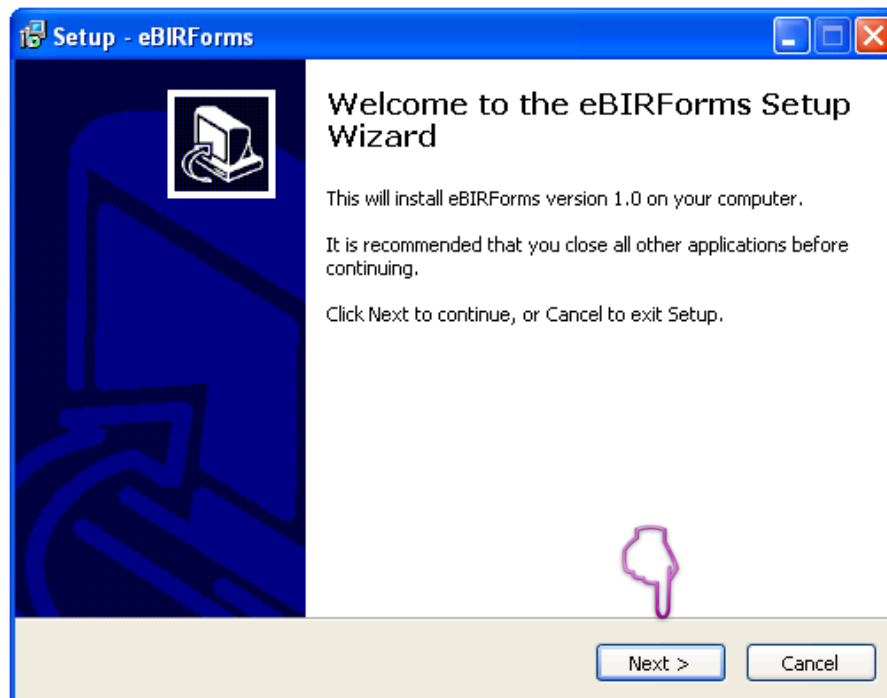 Setup - eBIRForms
Welcome to the eBIRForms Setup
Wizard
This will install eBIRForms version 1.0 on your computer.
It is recommended that you close all other applications before
continuing.
Click Next to continue, or Cancel to exit Setup.
Next >
Cancel